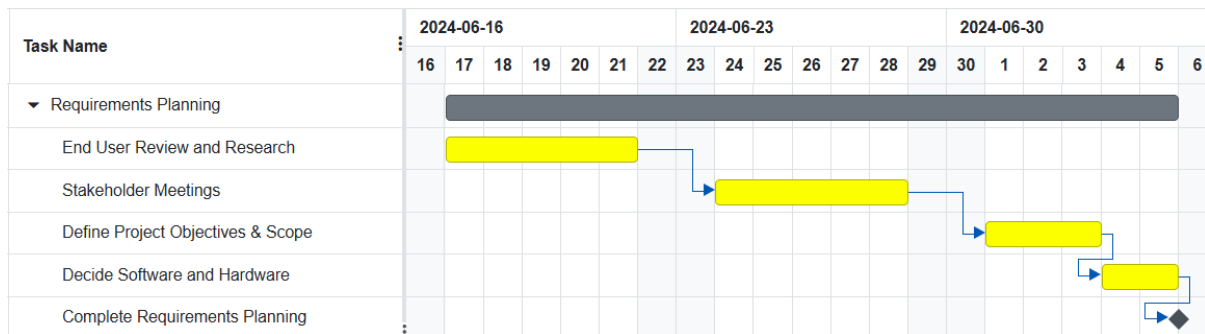 2024-06-16 2024-06-23 2024-06-30
Task Name
16 17 18 19 20 21 22 23 24 25 26 27 28 29 30 1 2 3 4 5 6
Requirements Planning
End User Review and Research
Stakeholder Meetings
Define Project Objectives & Scope
Decide Software and Hardware
Complete Requirements Planning